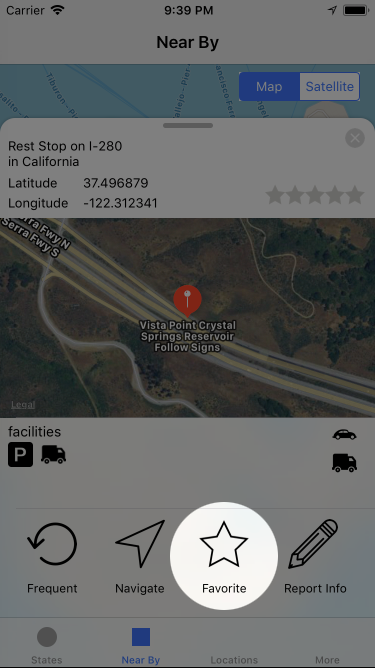 Carrier 9:39 PM
Near By
Map Satellite
Tiburon - Pier
Rest Stop on I-280
in California
Latitude 37.496879
Longitude -122.312341
Serra Fwy N
Serra Fwy S
Vista Point Crystal
Springs Reservoir
Follow Signs
Legal
facilities
P
Frequent Navigate Favorite Report Info
States Near By Locations More